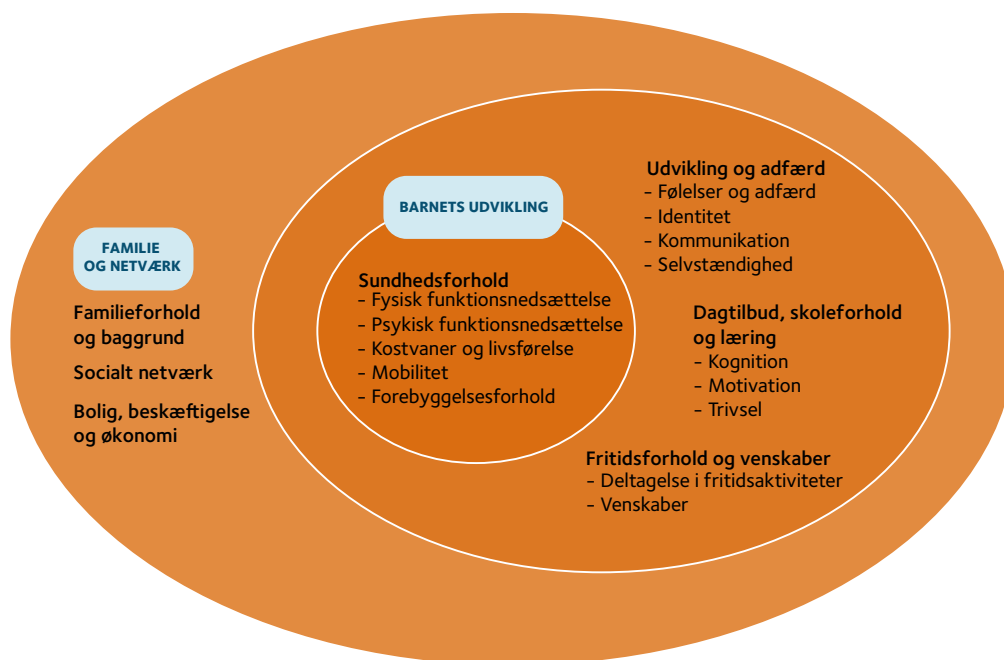 FAMILIE
OG NETVÆRK
Familieforhold
og baggrund
Socialt netværk
Bolig, beskæftigelse
og økonomi
BARNETS UDVIKLING
Sundhedsforhold
- Fysisk funktionsnedsættelse
- Psykisk funktionsnedsættelse
- Kostvaner og livsførelse
- Mobilitet
- Forebyggelsesforhold
Udvikling og adfærd
- Følelser og adfærd
- Identitet
- Kommunikation
- Selvstændighed
Dagtilbud, skoleforhold
og læring
- Kognition
- Motivation
- Trivsel
Fritidsforhold og venskaber
- Deltagelse i fritidsaktiviteter
- Venskaber